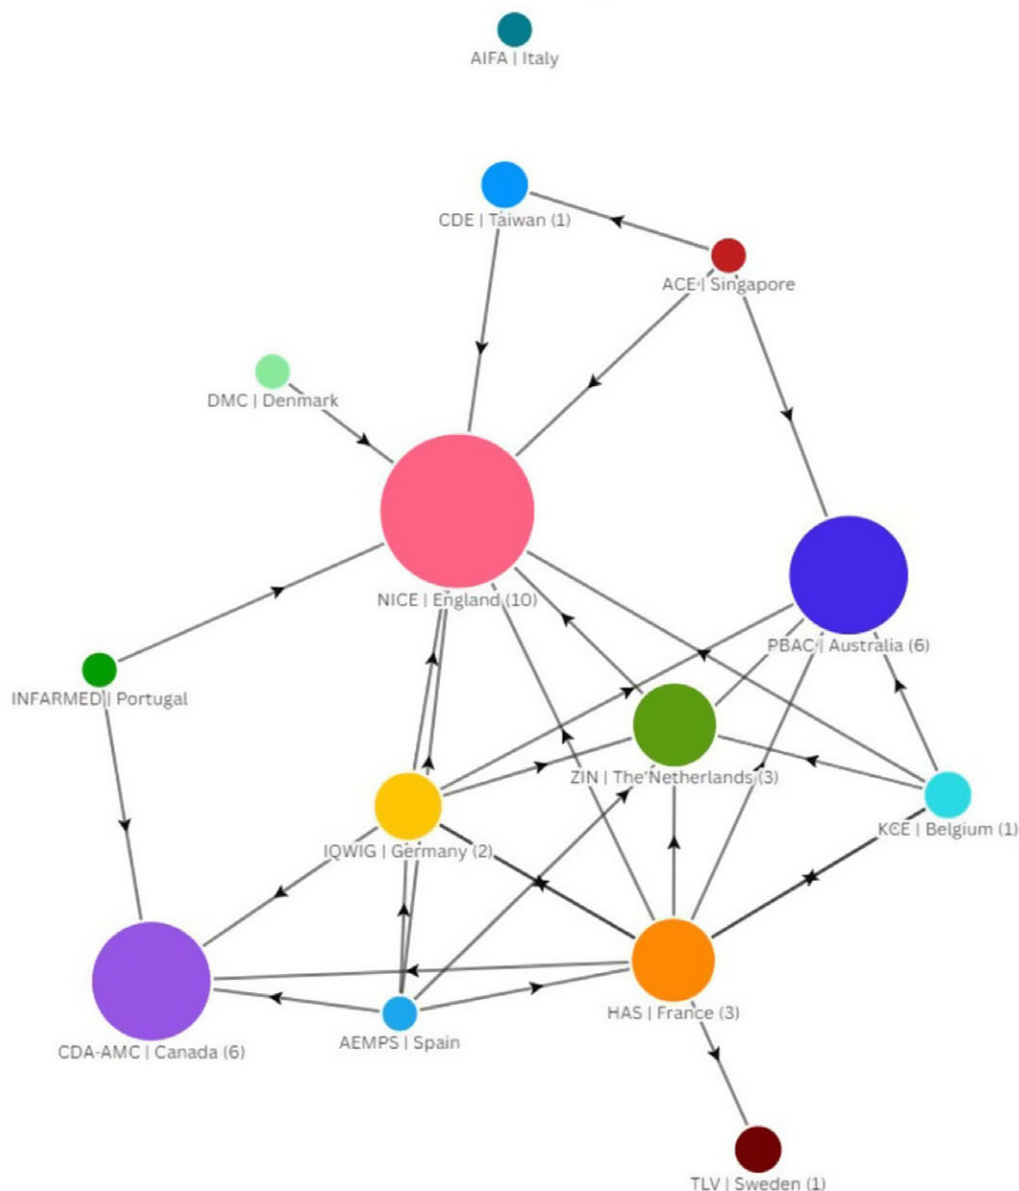 AIFA | Italy
CDE | Taiwan (1)
ACE | Singapore
DMC | Denmark
NICE | England (10)
PBAC | Australia (6)
INFARMED | Portugal
ZIN | The Netherlands (3)
KCE | Belgium (1)
IQWIG | Germany (2)
HAS | France (3)
AEMPS | Spain
CDA-AMC | Canada (6)
TLV | Sweden (1)